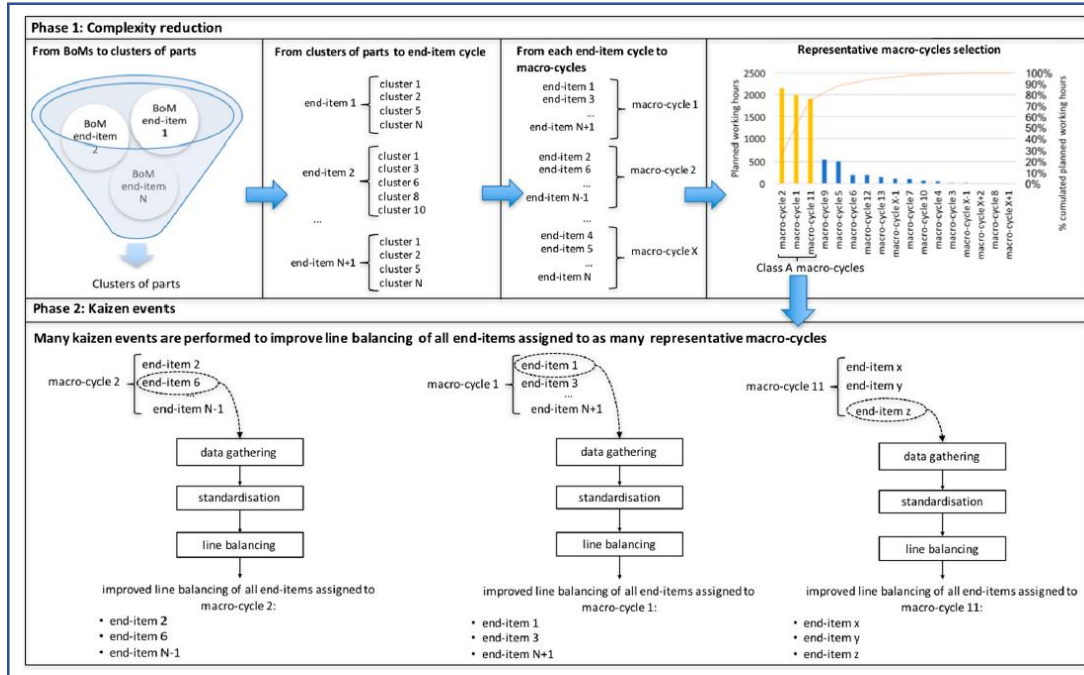 Phase 1: Complexity reduction
From BoMs to clusters of parts
BoM
end-item
2
BoM
end-item
1
BoM
end-item
N
Clusters of parts
From clusters of parts to end-item cycle
end-item 1
cluster 1
cluster 2
cluster 5
cluster N
end-item 2
cluster 1
cluster 3
cluster 6
cluster 8
cluster 10
...
end-item N+1
cluster 1
cluster 2
cluster 5
cluster N
From each end-item cycle to
macro-cycles
end-item 1
end-item 3
...
end-item N+1
macro-cycle 1
end-item 2
end-item 6
...
end-item N-1
macro-cycle 2
...
end-item 4
end-item 5
...
end-item N
macro-cycle X
Representative macro-cycles selection
Planned working hours
2500
2000
1500
1000
500
0
100%
90%
80%
70%
60%
50%
40%
30%
20%
10%
0%
% cumulated planned working hours
macro-cycle 2
macro-cycle 1
macro-cycle 11
macro-cycle 9
macro-cycle 5
macro-cycle 6
macro-cycle 12
macro-cycle 13
macro-cycle X-1
macro-cycle 7
macro-cycle 10
macro-cycle 4
macro-cycle 3
macro-cycle X-1
macro-cycle X+2
macro-cycle 8
macro-cycle X+1
Class A macro-cycles
Phase 2: Kaizen events
Many kaizen events are performed to improve line balancing of all end-items assigned to as many representative macro-cycles
macro-cycle 2
end-item 2
end-item 6
...
end-item N-1
data gathering
standardisation
line balancing
improved line balancing of all end-items assigned to
macro-cycle 2:
• end-item 2
• end-item 6
• end-item N-1
macro-cycle 1
end-item 1
end-item 3
...
end-item N+1
data gathering
standardisation
line balancing
improved line balancing of all end-items assigned to
macro-cycle 1:
• end-item 1
• end-item 3
• end-item N+1
macro-cycle 11
end-item x
end-item y
end-item z
data gathering
standardisation
line balancing
improved line balancing of all end-items assigned to
macro-cycle 11:
• end-item x
• end-item y
• end-item z